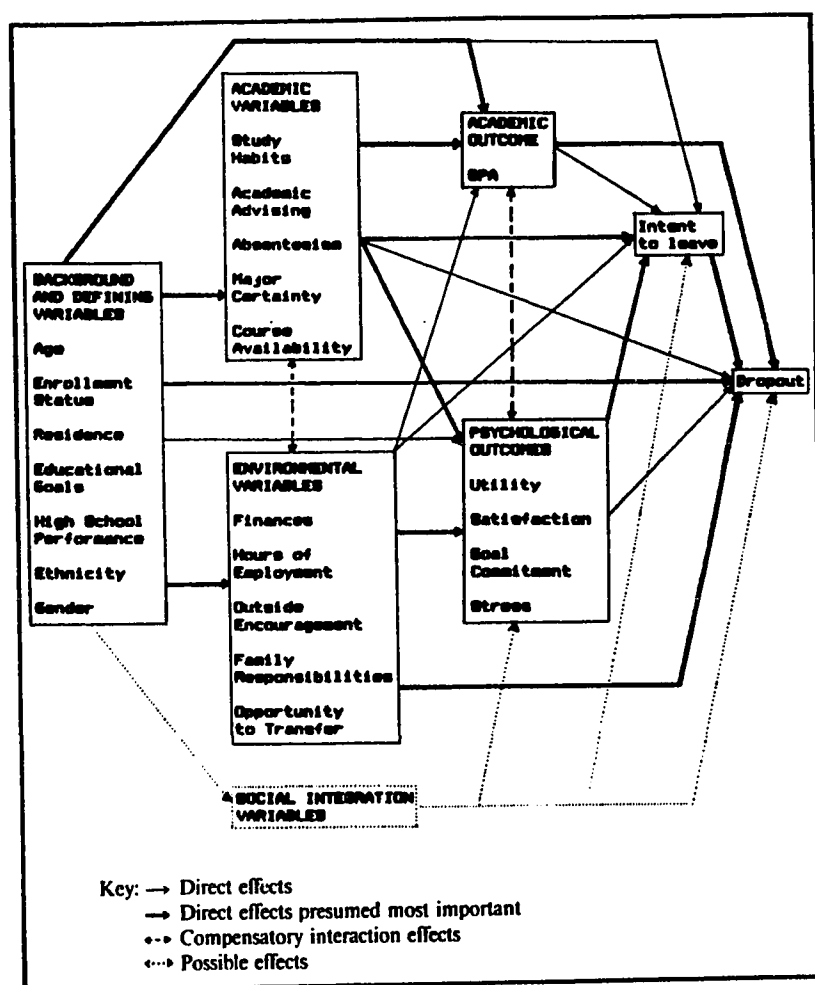 ACADEMIC
VARIABLES
Study
Habits
Academic
Advising
Absenteeism
Major
Certainty
Course
Availability
ACADEMIC
OUTCOME
GPA
Intent
to leave
BACKGROUND
AND DEFINING
VARIABLES
Age
Enrollment
Status
Residence
Educational
Goals
High School
Performance
Ethnicity
Gender
Dropout
ENVIRONMENTAL
VARIABLES
Finances
Hours of
Employment
Outside
Encouragement
Family
Responsibilities
Opportunity
to Transfer
PSYCHOLOGICAL
OUTCOMES
Utility
Satisfaction
Goal
Commitment
Stress
SOCIAL INTEGRATION
VARIABLES
Key: → Direct effects
→ Direct effects presumed most important
◄--► Compensatory interaction effects
◄···► Possible effects